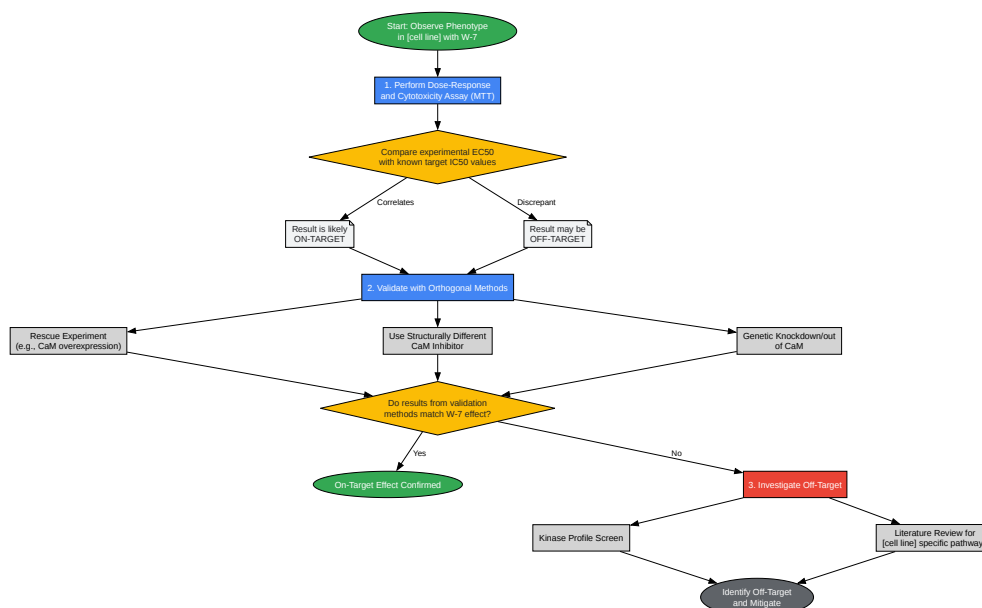 Start: Observe Phenotype
in [cell line] with W-7
1. Perform Dose-Response
and Cytotoxicity Assay (MTT)
Compare experimental EC50
with known target IC50 values
Correlates
Discrepant
Result is likely
ON-TARGET
Result may be
OFF-TARGET
2. Validate with Orthogonal Methods
Rescue Experiment
(e.g., CaM overexpression)
Use Structurally Different
CaM Inhibitor
Genetic Knockdown/out
of CaM
Do results from validation
methods match W-7 effect?
Yes
No
On-Target Effect Confirmed
3. Investigate Off-Target
Kinase Profile Screen
Literature Review for
[cell line] specific pathway
Identify Off-Target
and Mitigate